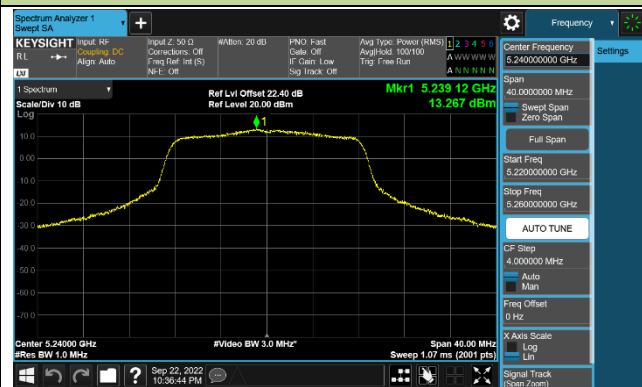 Spectrum Analyzer 1
Swept SA
+
Frequency
KEYSIGHT
Input: RF
Input Z: 50 Ω
#Atten: 20 dB
PNO: Fast
Avg Type: Power (RMS)
1 2 3 4 5 6
RL
Coupling: DC
Corrections: Off
Gate: Off
Avg|Hold: 100/100
A W W W W W
Align: Auto
Freq Ref: Int (S)
IF Gain: Low
Trig: Free Run
LXI
NFE: Off
Sig Track: Off
A N N N N N
Center Frequency
5.240000000 GHz
Settings
Span
40.0000000 MHz
Swept Span
Zero Span
Full Span
Start Freq
5.220000000 GHz
Stop Freq
5.260000000 GHz
AUTO TUNE
CF Step
4.000000 MHz
Auto
Man
Freq Offset
0 Hz
X Axis Scale
Log
Lin
Signal Track
(Span Zoom)
1 Spectrum
Scale/Div 10 dB
Ref Lvl Offset 22.40 dB
Ref Level 20.00 dBm
Mkr1 5.239 12 GHz
13.267 dBm
Log
1
10.0
0.00
-10.0
-20.0
-30.0
-40.0
-50.0
-60.0
-70.0
Center 5.24000 GHz
#Video BW 3.0 MHz*
Span 40.00 MHz
#Res BW 1.0 MHz
Sweep 1.07 ms (2001 pts)
?
Sep 22, 2022
10:36:44 PM